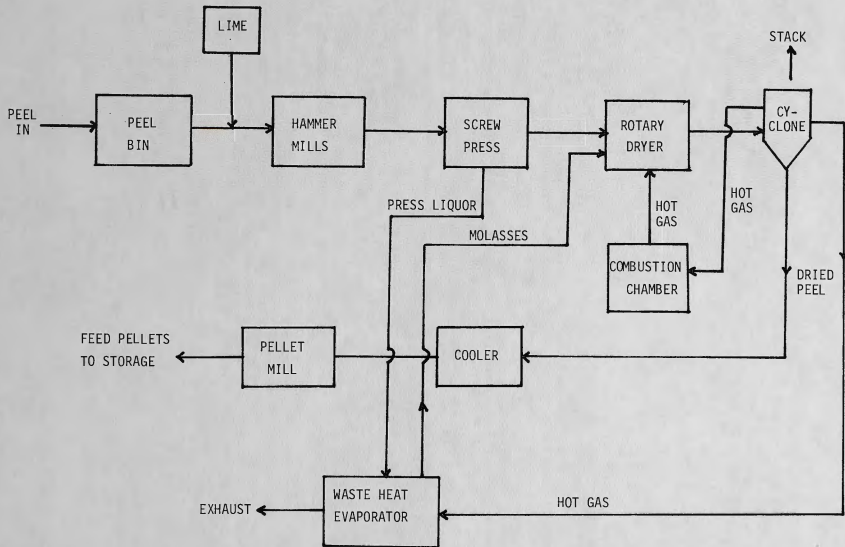 LIME
STACK
PEEL
IN
PEEL
BIN
HAMMER
MILLS
SCREW
PRESS
ROTARY
DRYER
CY-
CLONE
PRESS LIQUOR
MOLASSES
HOT
GAS
HOT
GAS
COMBUSTION
CHAMBER
DRIED
PEEL
FEED PELLETS
TO STORAGE
PELLET
MILL
COOLER
EXHAUST
WASTE HEAT
EVAPORATOR
HOT GAS